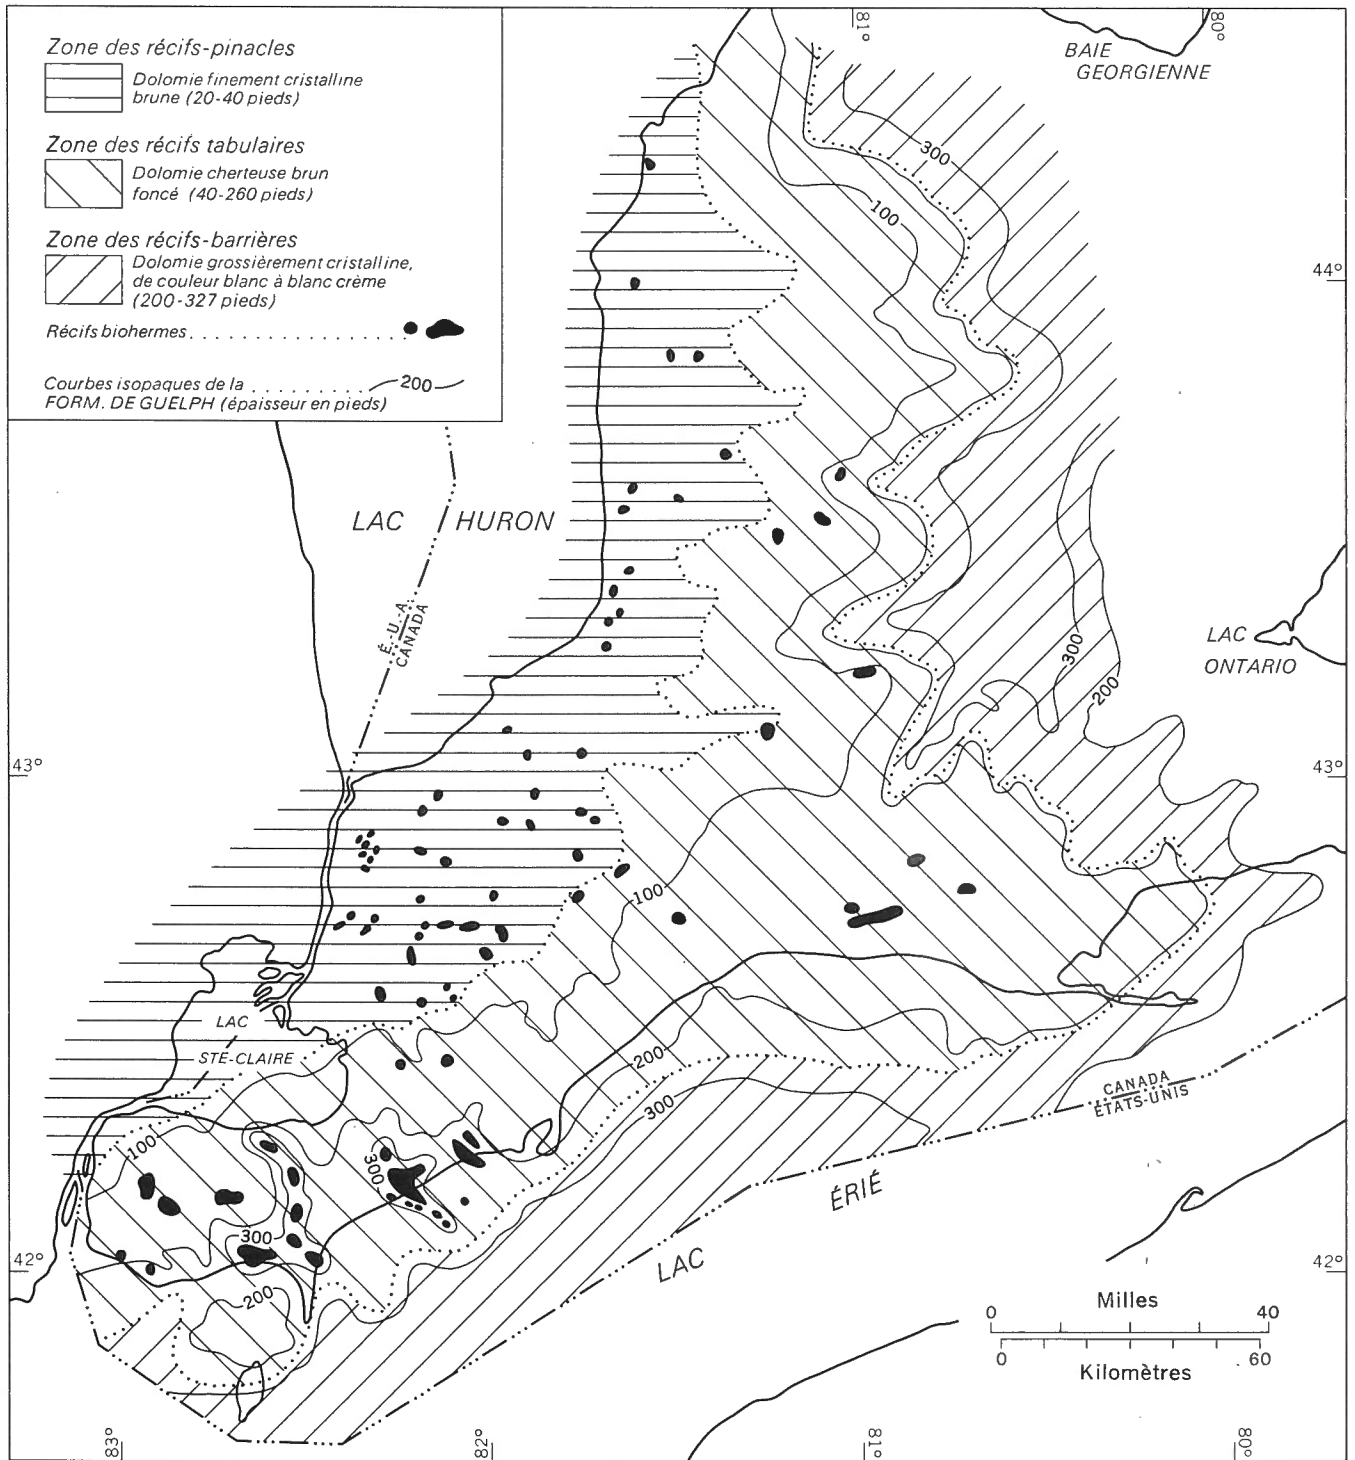 Zone des récifs-pinacles
Dolomie finement cristalline
brune (20-40 pieds)
Zone des récifs tabulaires
Dolomie cherteuse brun
foncé (40-260 pieds)
Zone des récifs-barrières
Dolomie grossièrement cristalline,
de couleur blanc à blanc crème
(200-327 pieds)
Récifs biohermes
Courbes isopaques de la
200
FORM. DE GUELPH (épaisseur en pieds)
81°
80°
BAIE
GEORGIENNE
300
100
44°
LAC HURON
É.-U.-A.
CANADA
LAC
ONTARIO
300
200
43°
43°
100
LAC
STE-CLAIRE
200
300
CANADA
ÉTATS-UNIS
100
300
300
LAC ÉRIÉ
42°
42°
200
Milles
0 40
0 60
Kilomètres
83°
82°
81°
80°